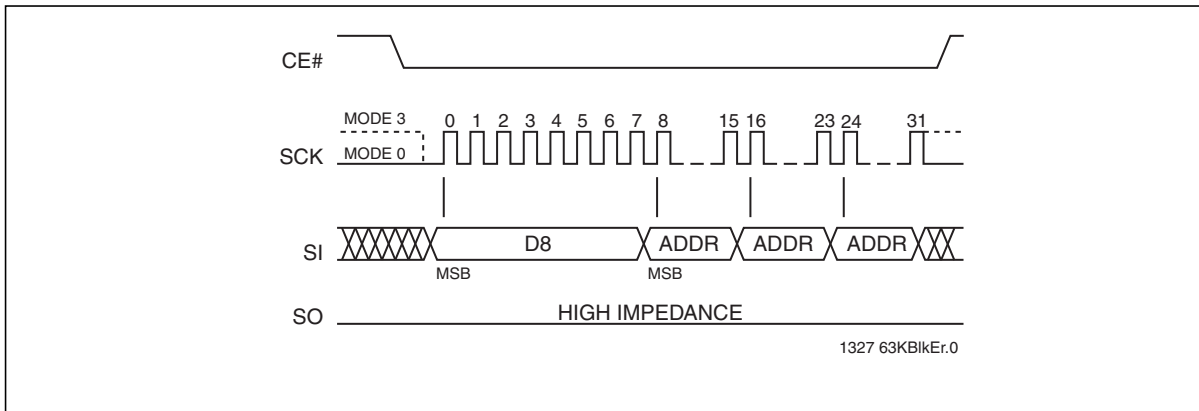 CE#
MODE 3
0 1 2 3 4 5 6 7 8 15 16 23 24 31
SCK
MODE 0
SI
D8 ADDR ADDR ADDR
MSB MSB
SO
HIGH IMPEDANCE
1327 63KBlkEr.0